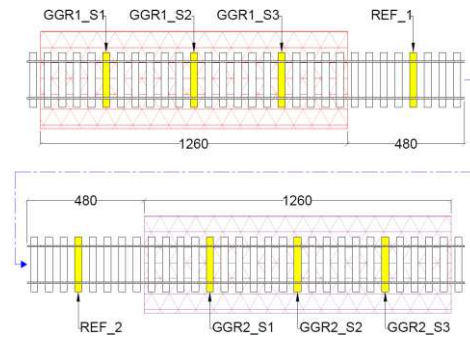 GGR1_S1 GGR1_S2 GGR1_S3 REF_1
1260 480
480 1260
REF_2 GGR2_S1 GGR2_S2 GGR2_S3